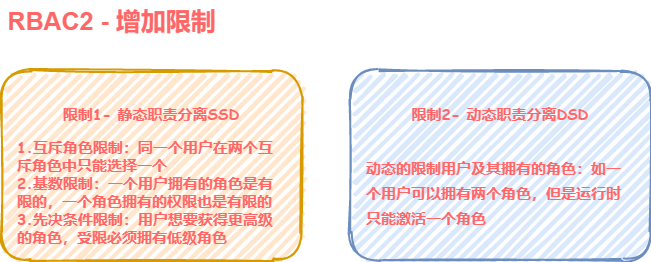 RBAC2 - 增加限制
限制1- 静态职责分离SSD
1.互斥角色限制：同一个用户在两个互
斥角色中只能选择一个
2.基数限制：一个用户拥有的角色是有
限的，一个角色拥有的权限也是有限的
3.先决条件限制：用户想要获得更高级
的角色，受限必须拥有低级角色
限制2- 动态职责分离DSD
动态的限制用户及其拥有的角色：如一
个用户可以拥有两个角色，但是运行时
只能激活一个角色